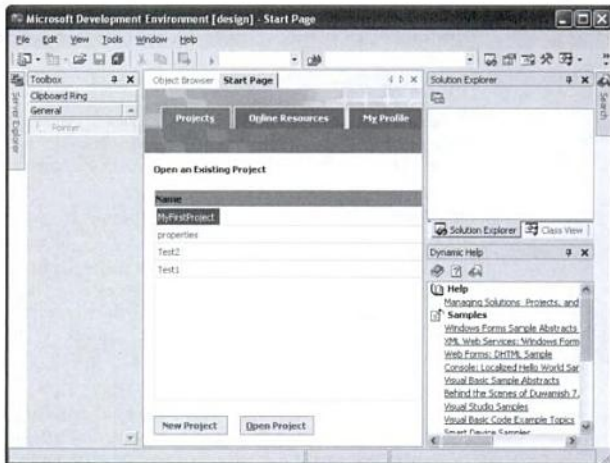 Microsoft Development Environment [design] - Start Page
File Edit View Tools Window Help
Toolbox
Clipboard Ring
General
Pointer
Server Explorer
Object Browser Start Page
Projects Online Resources My Profile
Open an Existing Project
Name
MyFirstProject
properties
Test2
Test1
New Project Open Project
Solution Explorer
Search
Solution Explorer Class View
Dynamic Help
Help
Managing Solutions, Projects, and
Samples
Windows Forms Sample Abstracts
XML Web Services: Windows Form
Web Forms: DHTML Sample
Console: Localized Hello World Sar
Visual Basic Sample Abstracts
Behind the Scenes of Duwamish 7.
Visual Studio Samples
Visual Basic Code Example Topics
Smart Device Samples